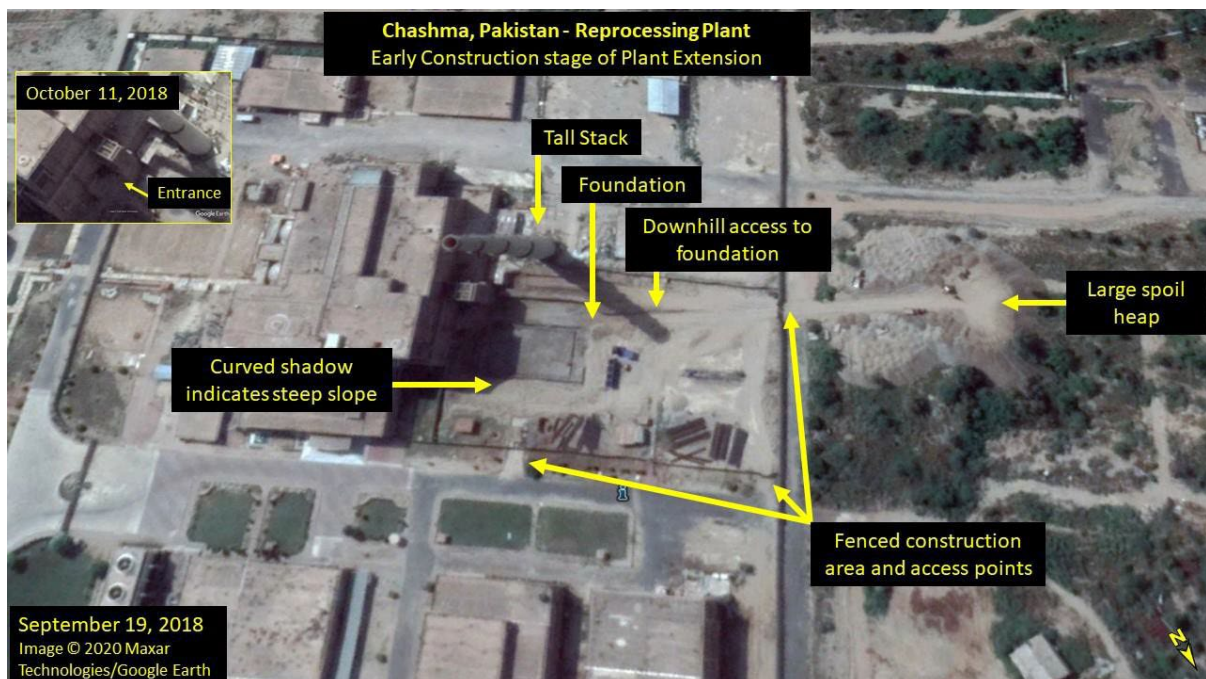 Chashma, Pakistan - Reprocessing Plant
Early Construction stage of Plant Extension
October 11, 2018
Entrance
Google Earth
Tall Stack
Foundation
Downhill access to
foundation
Large spoil
heap
Curved shadow
indicates steep slope
Fenced construction
area and access points
September 19, 2018
Image © 2020 Maxar
Technologies/Google Earth
N